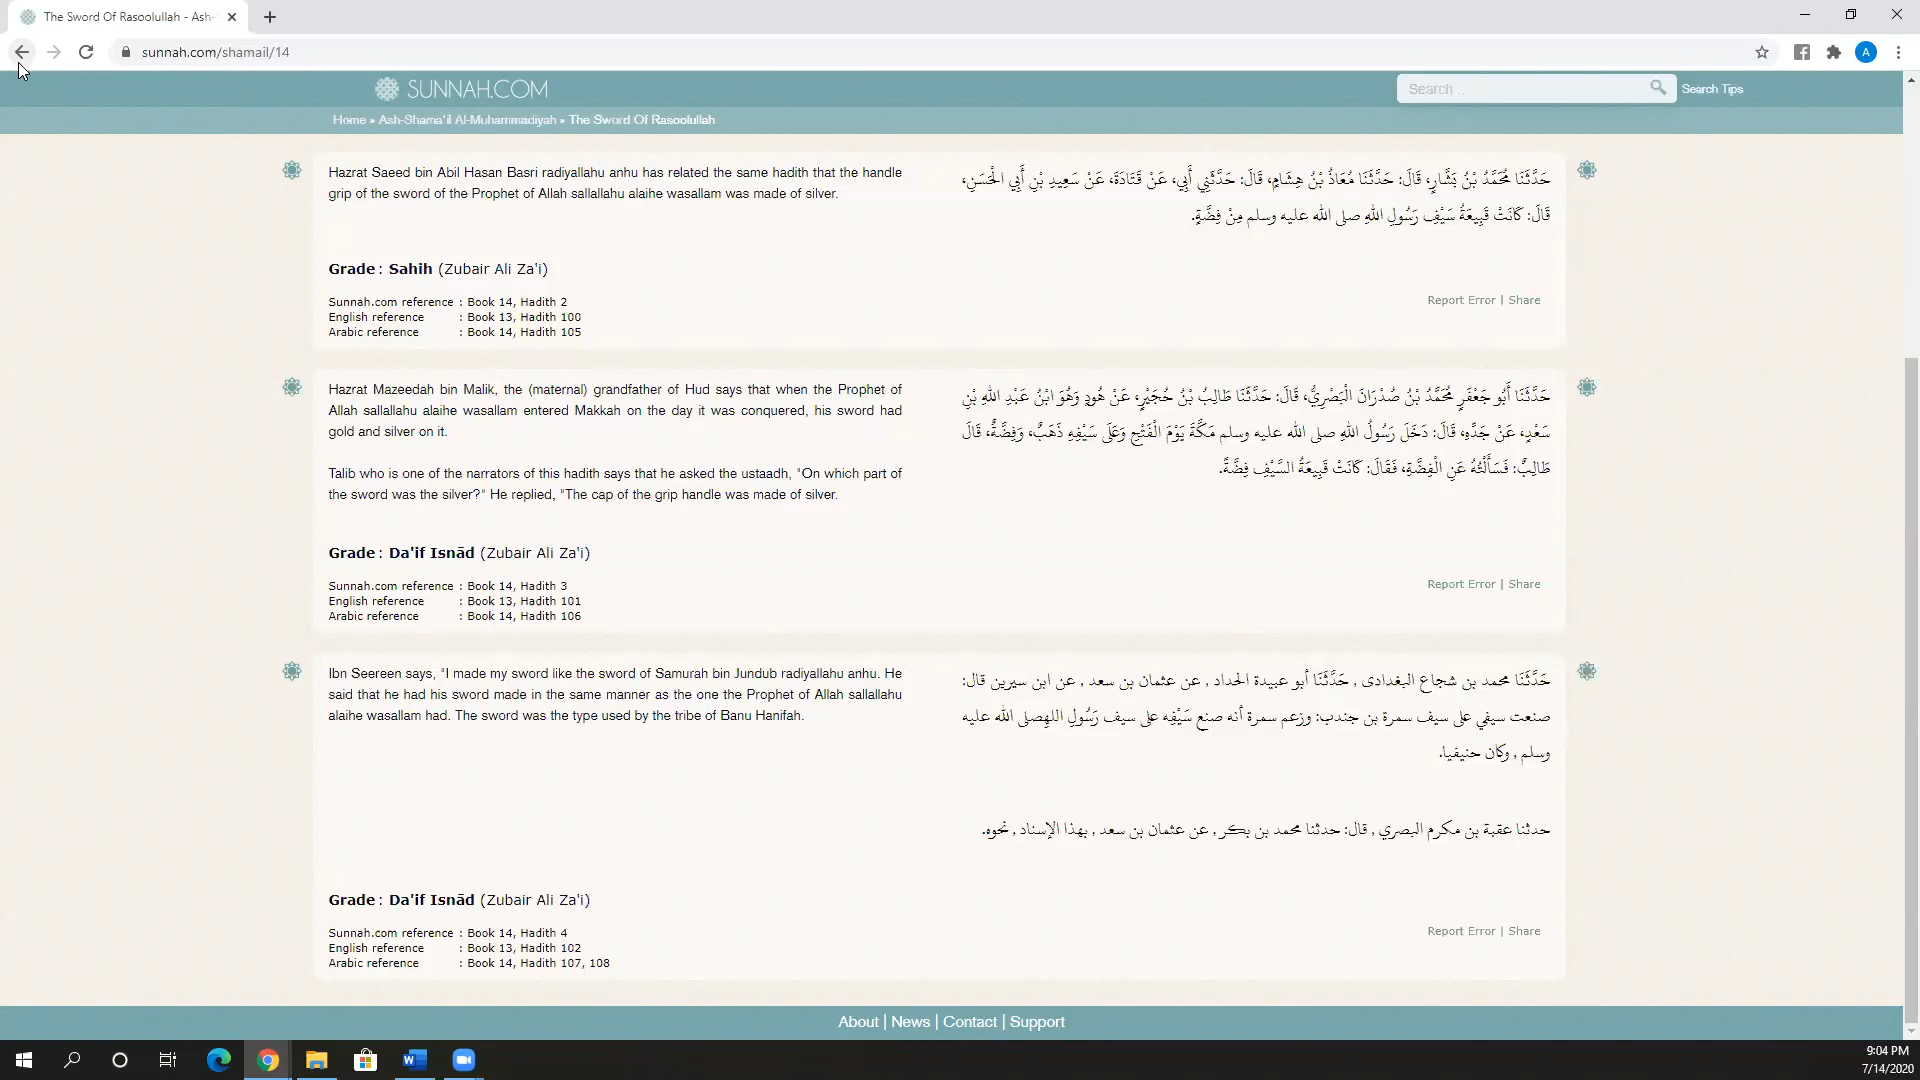 The Sword Of Rasoolullah - Ash-
sunnah.com/shamail/14
A
SUNNAH.COM
Search ..
Search Tips
Home » Ash-Shama'il Al-Muhammadiyah » The Sword Of Rasoolullah
Hazrat Saeed bin Abil Hasan Basri radiyallahu anhu has related the same hadith that the handle
grip of the sword of the Prophet of Allah sallallahu alaihe wasallam was made of silver.
حَدَّثَنَا مُحَمَّدُ بْنُ بَشَّارٍ، قَالَ: حَدَّثَنَا مُعَاذُ بْنُ هِشَامٍ، قَالَ: حَدَّثَنِي أَبِي، عَنْ قَتَادَةَ، عَنْ سَعِيدِ بْنِ أَبِي الْحَسَنِ،
قَالَ: كَانَتْ قَبِيعَةُ سَيْفِ رَسُولِ اللهِ صلى الله عليه وسلم مِنْ فِضَّةٍ.
Grade : Sahih (Zubair Ali Za'i)
Sunnah.com reference : Book 14, Hadith 2
English reference : Book 13, Hadith 100
Arabic reference : Book 14, Hadith 105
Report Error | Share
Hazrat Mazeedah bin Malik, the (maternal) grandfather of Hud says that when the Prophet of
Allah sallallahu alaihe wasallam entered Makkah on the day it was conquered, his sword had
gold and silver on it.
Talib who is one of the narrators of this hadith says that he asked the ustaadh, "On which part of
the sword was the silver?" He replied, "The cap of the grip handle was made of silver.
حَدَّثَنَا أَبُو جَعْفَرٍ مُحَمَّدُ بْنُ صُدْرَانَ الْبَصْرِيُّ، قَالَ: حَدَّثَنَا طَالِبُ بْنُ حُجَيْرٍ، عَنْ هُودٍ وَهُوَ ابْنُ عَبْدِ اللهِ بْنِ
سَعْدٍ، عَنْ جَدِّهِ، قَالَ: دَخَلَ رَسُولُ اللهِ صلى الله عليه وسلم مَكَّةَ يَوْمَ الْفَتْحِ وَعَلَى سَيْفِهِ ذَهَبٌ، وَفِضَّةٌ، قَالَ
طَالِبٌ: فَسَأَلْتُهُ عَنِ الْفِضَّةِ، فَقَالَ: كَانَتْ قَبِيعَةُ السَّيْفِ فِضَّةً.
Grade : Da'if Isnād (Zubair Ali Za'i)
Sunnah.com reference : Book 14, Hadith 3
English reference : Book 13, Hadith 101
Arabic reference : Book 14, Hadith 106
Report Error | Share
Ibn Seereen says, "I made my sword like the sword of Samurah bin Jundub radiyallahu anhu. He
said that he had his sword made in the same manner as the one the Prophet of Allah sallallahu
alaihe wasallam had. The sword was the type used by the tribe of Banu Hanifah.
حَدَّثَنَا محمد بن شجاع البغدادى , حَدَّثَنَا أبو عبيدة الحداد , عن عثمان بن سعد , عن ابن سيرين قال:
صنعت سيفي على سيف سمرة بن جندب: وزعم سمرة أنه صنع سَيْفِه على سيف رَسُولِ اللهِصلى الله عليه
وسلم , وكان حنيفيا.
حدثنا عقبة بن مكرم البصري , قال: حدثنا محمد بن بكر , عن عثمان بن سعد , بهذا الإسناد , نحوه.
Grade : Da'if Isnād (Zubair Ali Za'i)
Sunnah.com reference : Book 14, Hadith 4
English reference : Book 13, Hadith 102
Arabic reference : Book 14, Hadith 107, 108
Report Error | Share
About | News | Contact | Support
9:04 PM
7/14/2020